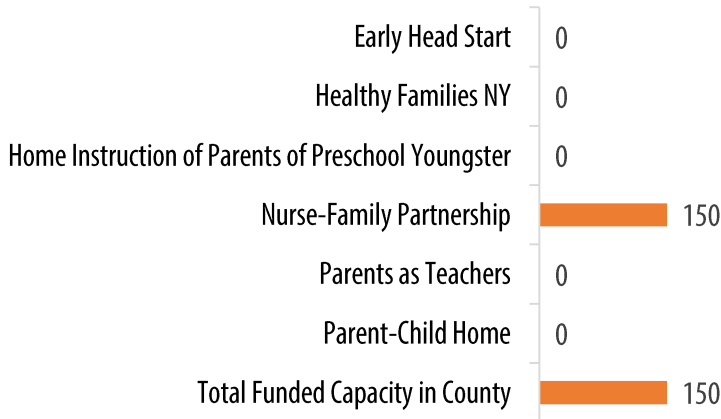 Early Head Start 0
Healthy Families NY 0
Home Instruction of Parents of Preschool Youngster 0
Nurse-Family Partnership 150
Parents as Teachers 0
Parent-Child Home 0
Total Funded Capacity in County 150